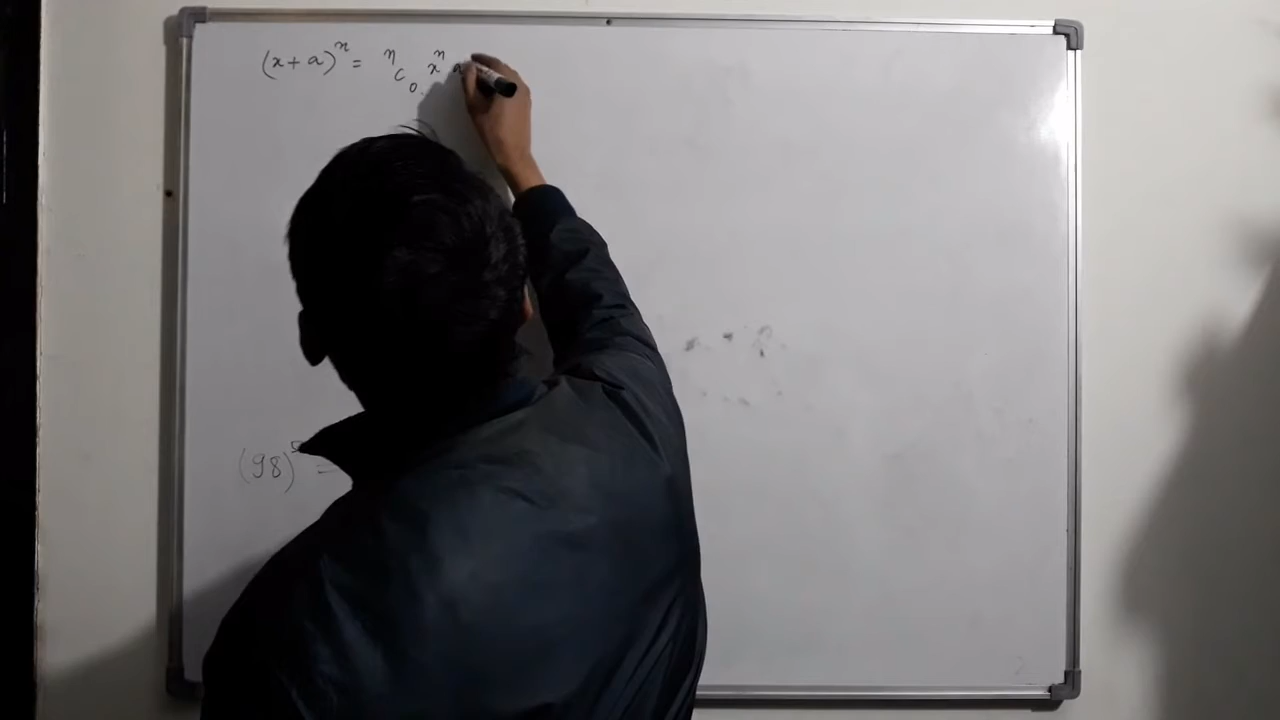 (x+a)ⁿ = ⁿC₀ xⁿ a
(98)⁵ =